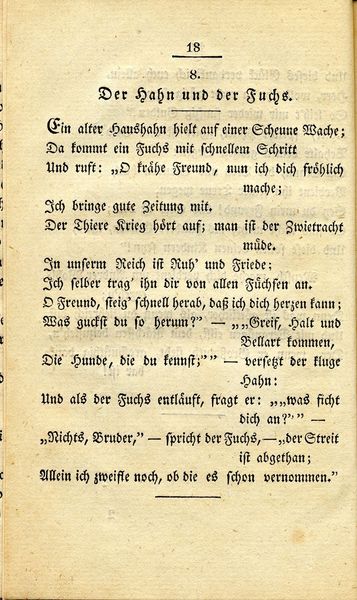 18
8.
Der Hahn und der Fuchs.
Ein alter Haushahn hielt auf einer Scheune Wache;
Da kommt ein Fuchs mit schnellem Schritt
Und ruft: „O krähe Freund, nun ich dich fröhlich
mache;
Ich bringe gute Zeitung mit.
Der Thiere Krieg hört auf; man ist der Zwietracht
müde.
In unserm Reich ist Ruh' und Friede;
Ich selber trag' ihn dir von allen Füchsen an.
O Freund, steig' schnell herab, daß ich dich herzen kann;
Was guckst du so herum?" — „„Greif, Halt und
Bellart kommen,
Die Hunde, die du kennst;"" — versetzt der kluge
Hahn:
Und als der Fuchs entläuft, fragt er: „„was ficht
dich an?"" —
„Nichts, Bruder,“ — spricht der Fuchs, — „der Streit
ist abgethan;
Allein ich zweifle noch, ob die es schon vernommen."